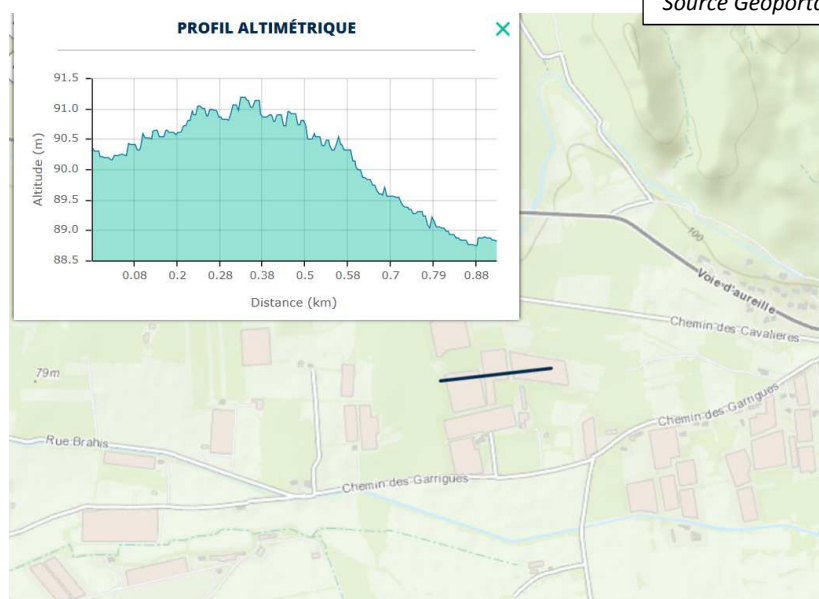 Source Géoporta
PROFIL ALTIMÉTRIQUE
91.5
91.0
90.5
90.0
89.5
89.0
88.5
Altitude (m)
0.08 0.2 0.28 0.38 0.5 0.58 0.7 0.79 0.88
Distance (km)
100
Voie d'aureille
Chemin des Cavalieres
79m
Chemin des Garrigues
Rue Brahis
Chemin des Garrigues